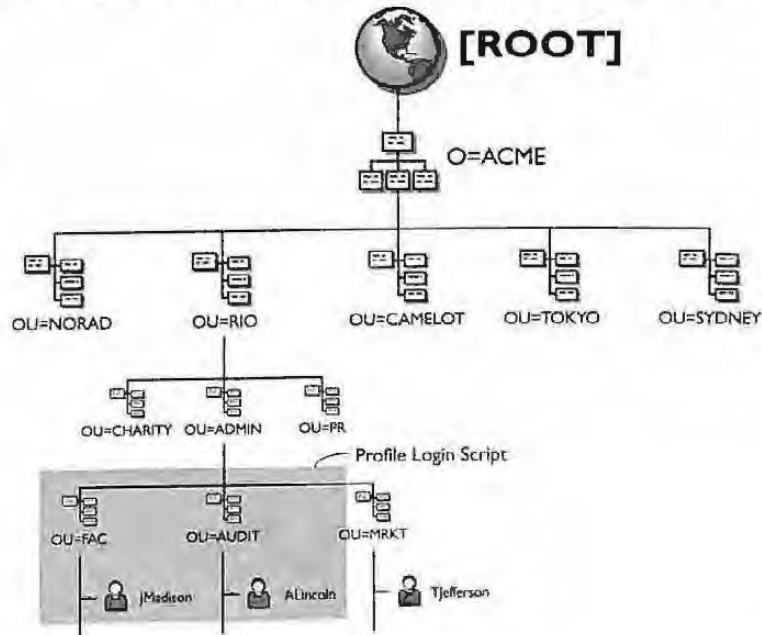 [ROOT]
O=ACME
OU=NORAD OU=RIO OU=CAMELOT OU=TOKYO OU=SYDNEY
OU=CHARITY OU=ADMIN OU=PR
Profile Login Script
OU=FAC OU=AUDIT OU=MRKT
JMadison ALincoln TJefferson